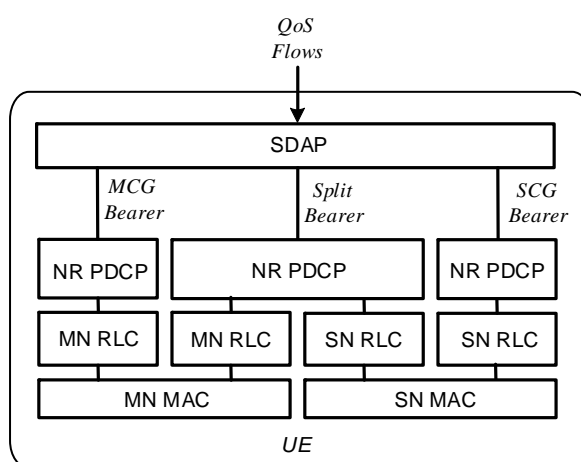 QoS
Flows
SDAP
MCG
Bearer
Split
Bearer
SCG
Bearer
NR PDCP
NR PDCP
NR PDCP
MN RLC
MN RLC
SN RLC
SN RLC
MN MAC
SN MAC
UE